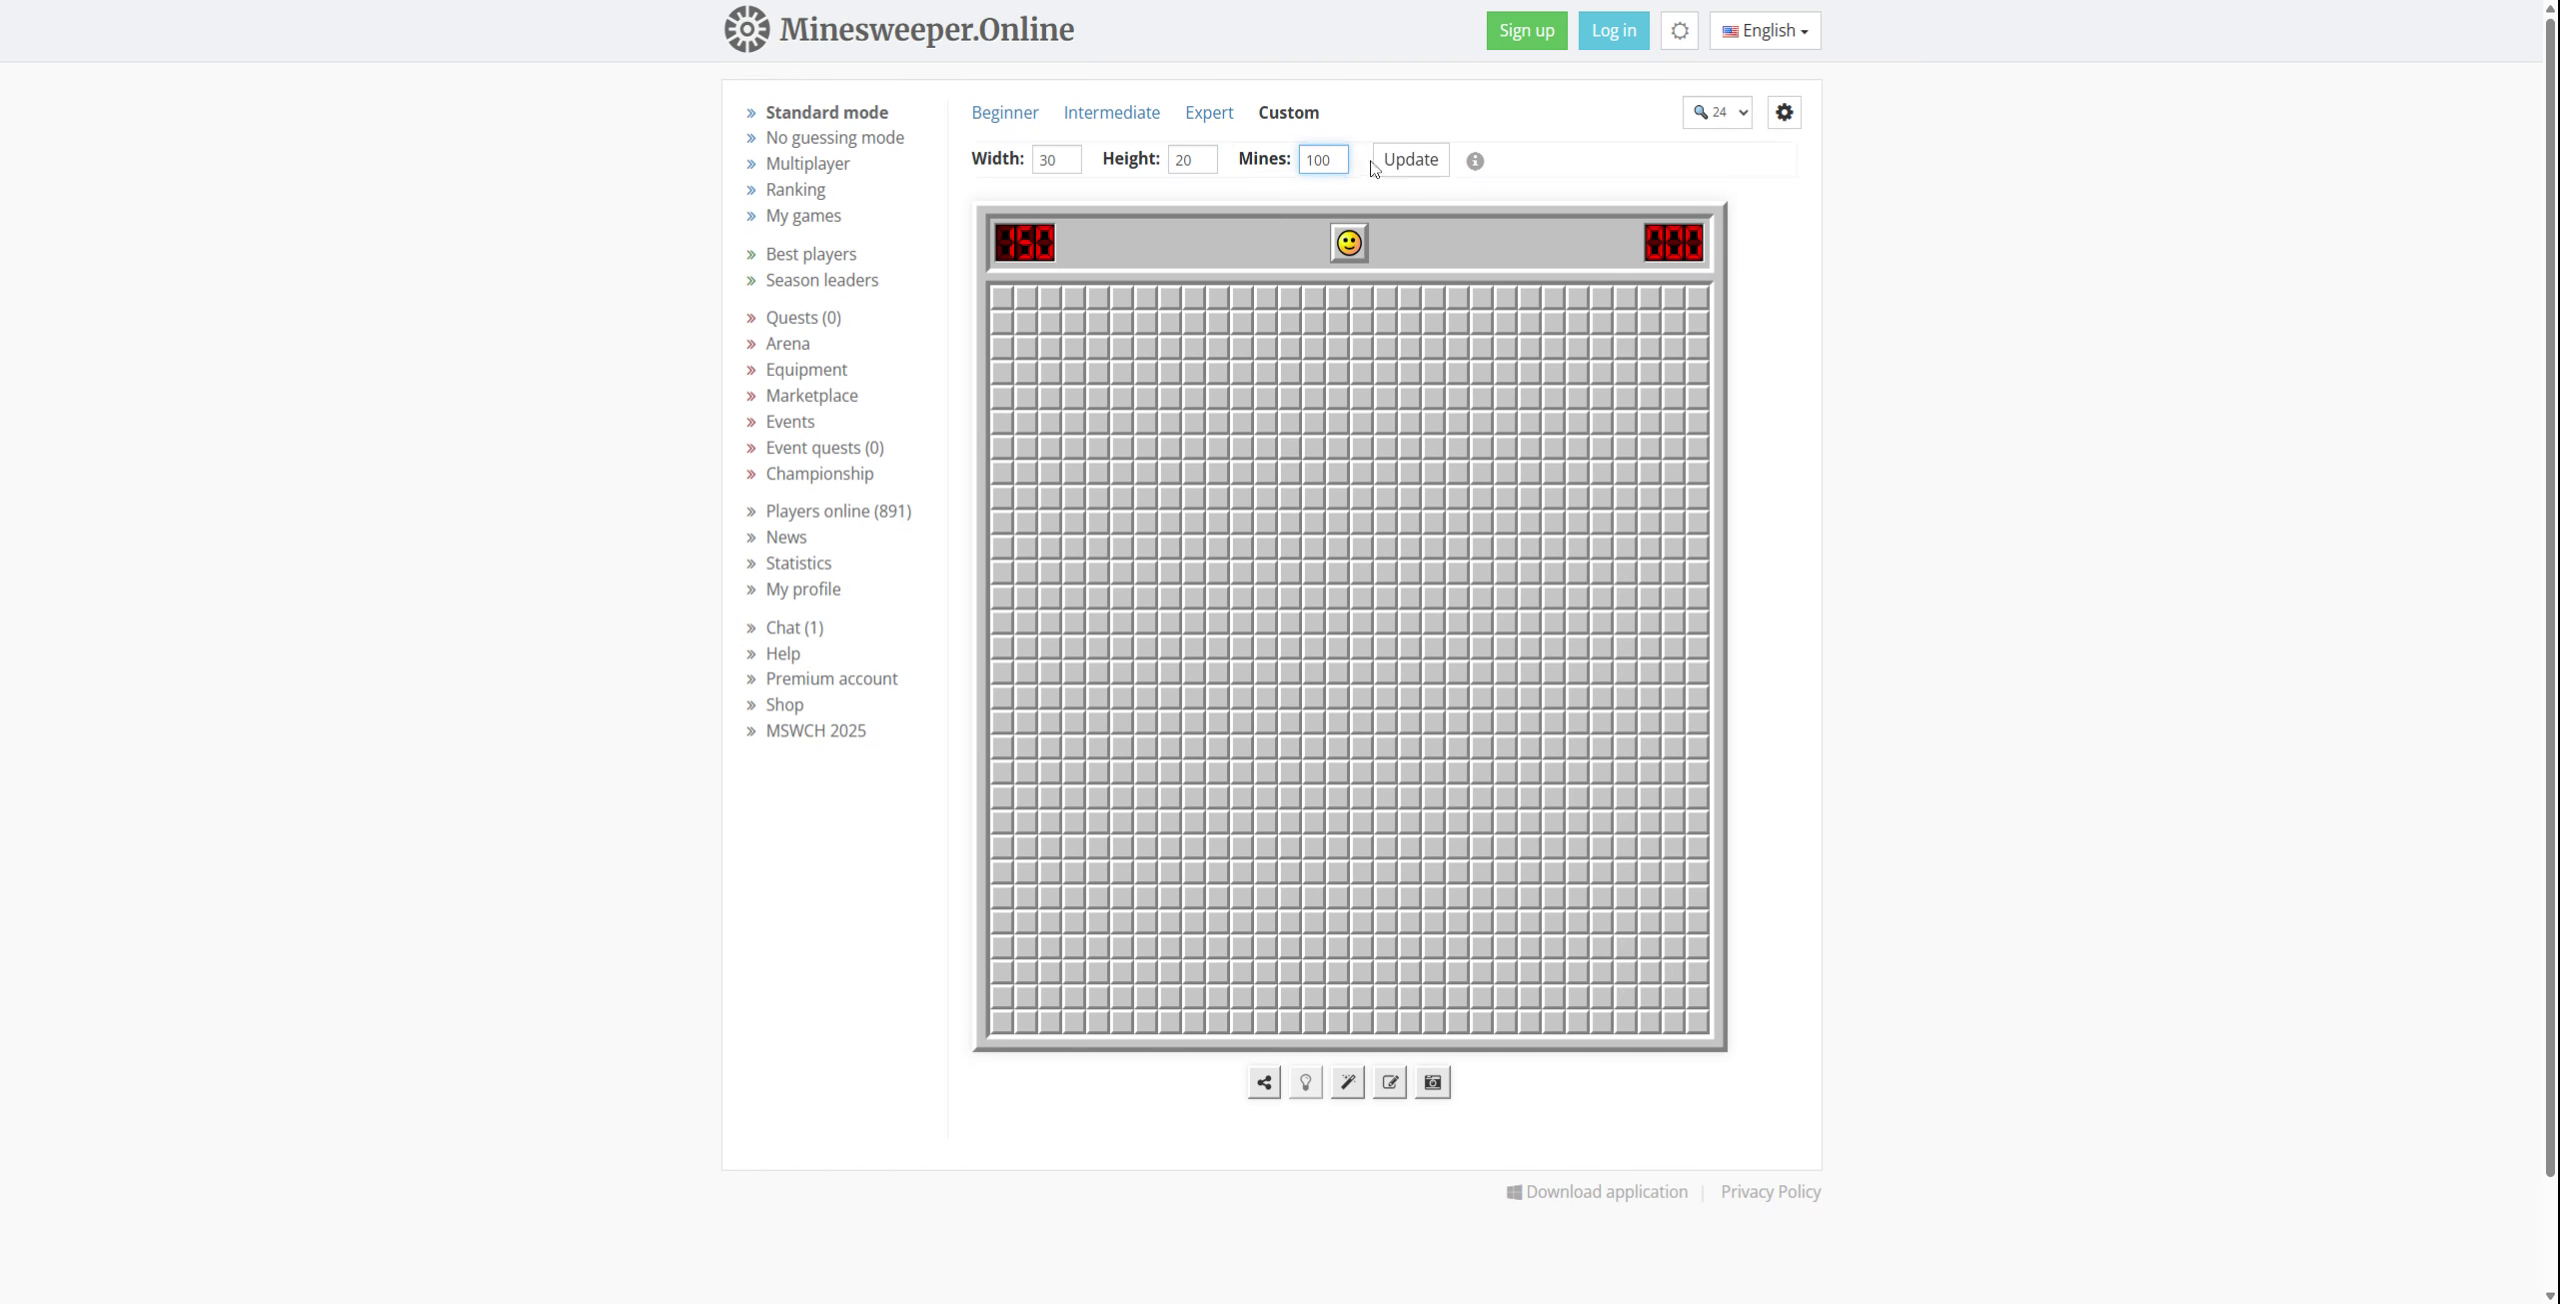 Minesweeper.Online
Sign up
Log in
English
Standard mode
No guessing mode
Multiplayer
Ranking
My games
Best players
Season leaders
Quests (0)
Arena
Equipment
Marketplace
Events
Event quests (0)
Championship
Players online (891)
News
Statistics
My profile
Chat (1)
Help
Premium account
Shop
MSWCH 2025
Beginner Intermediate Expert Custom
24
Width: 30 Height: 20 Mines: 100 Update
150
000
Download application
Privacy Policy